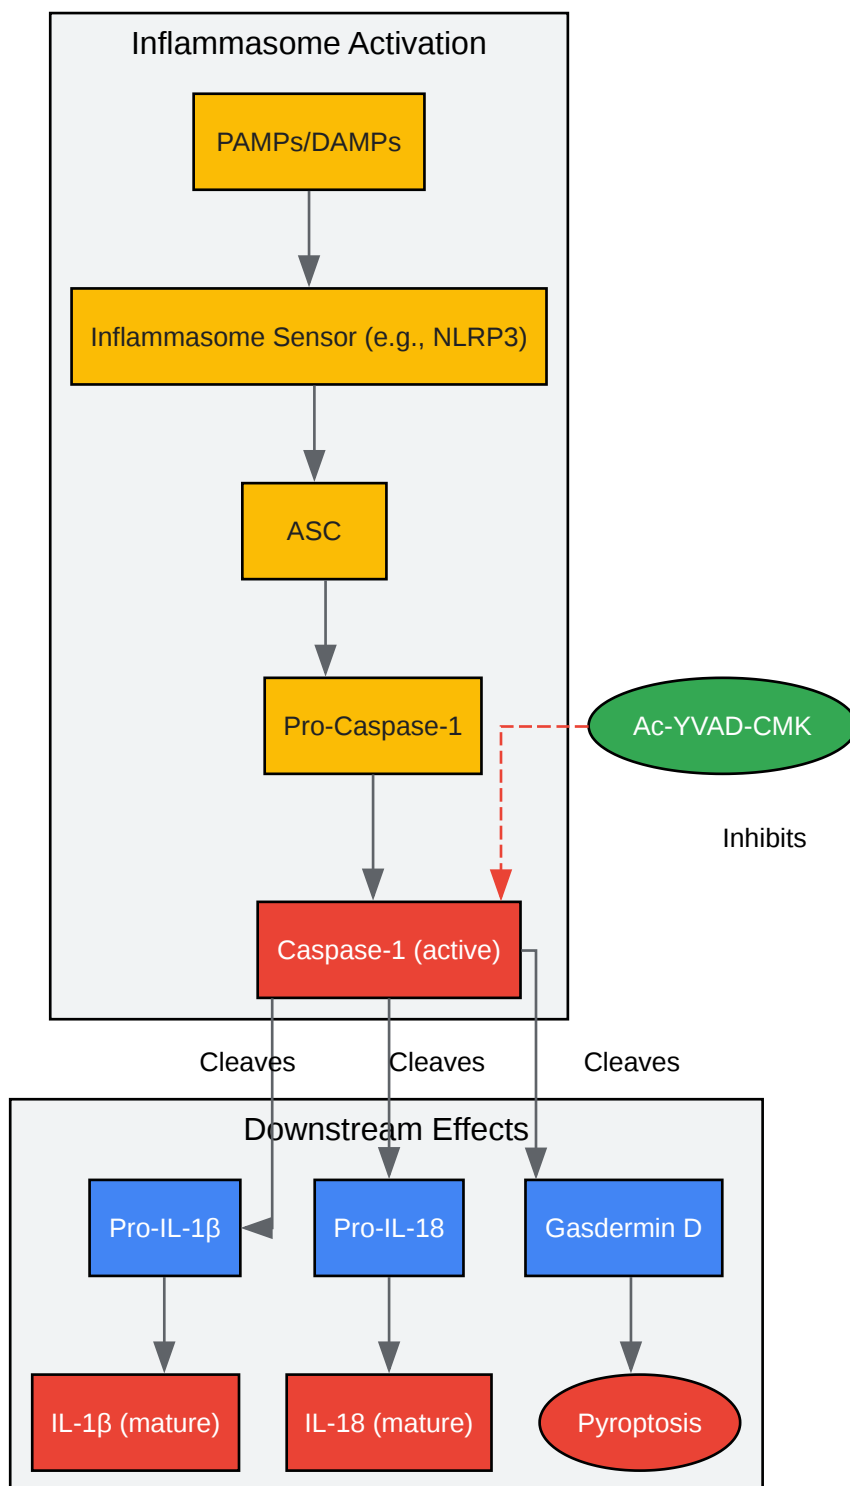 Inflammasome Activation
PAMPs/DAMPs
Inflammasome Sensor (e.g., NLRP3)
ASC
Pro-Caspase-1
Ac-YVAD-CMK
Inhibits
Caspase-1 (active)
Cleaves
Cleaves
Cleaves
Downstream Effects
Pro-IL-1β
Pro-IL-18
Gasdermin D
IL-1β (mature)
IL-18 (mature)
Pyroptosis